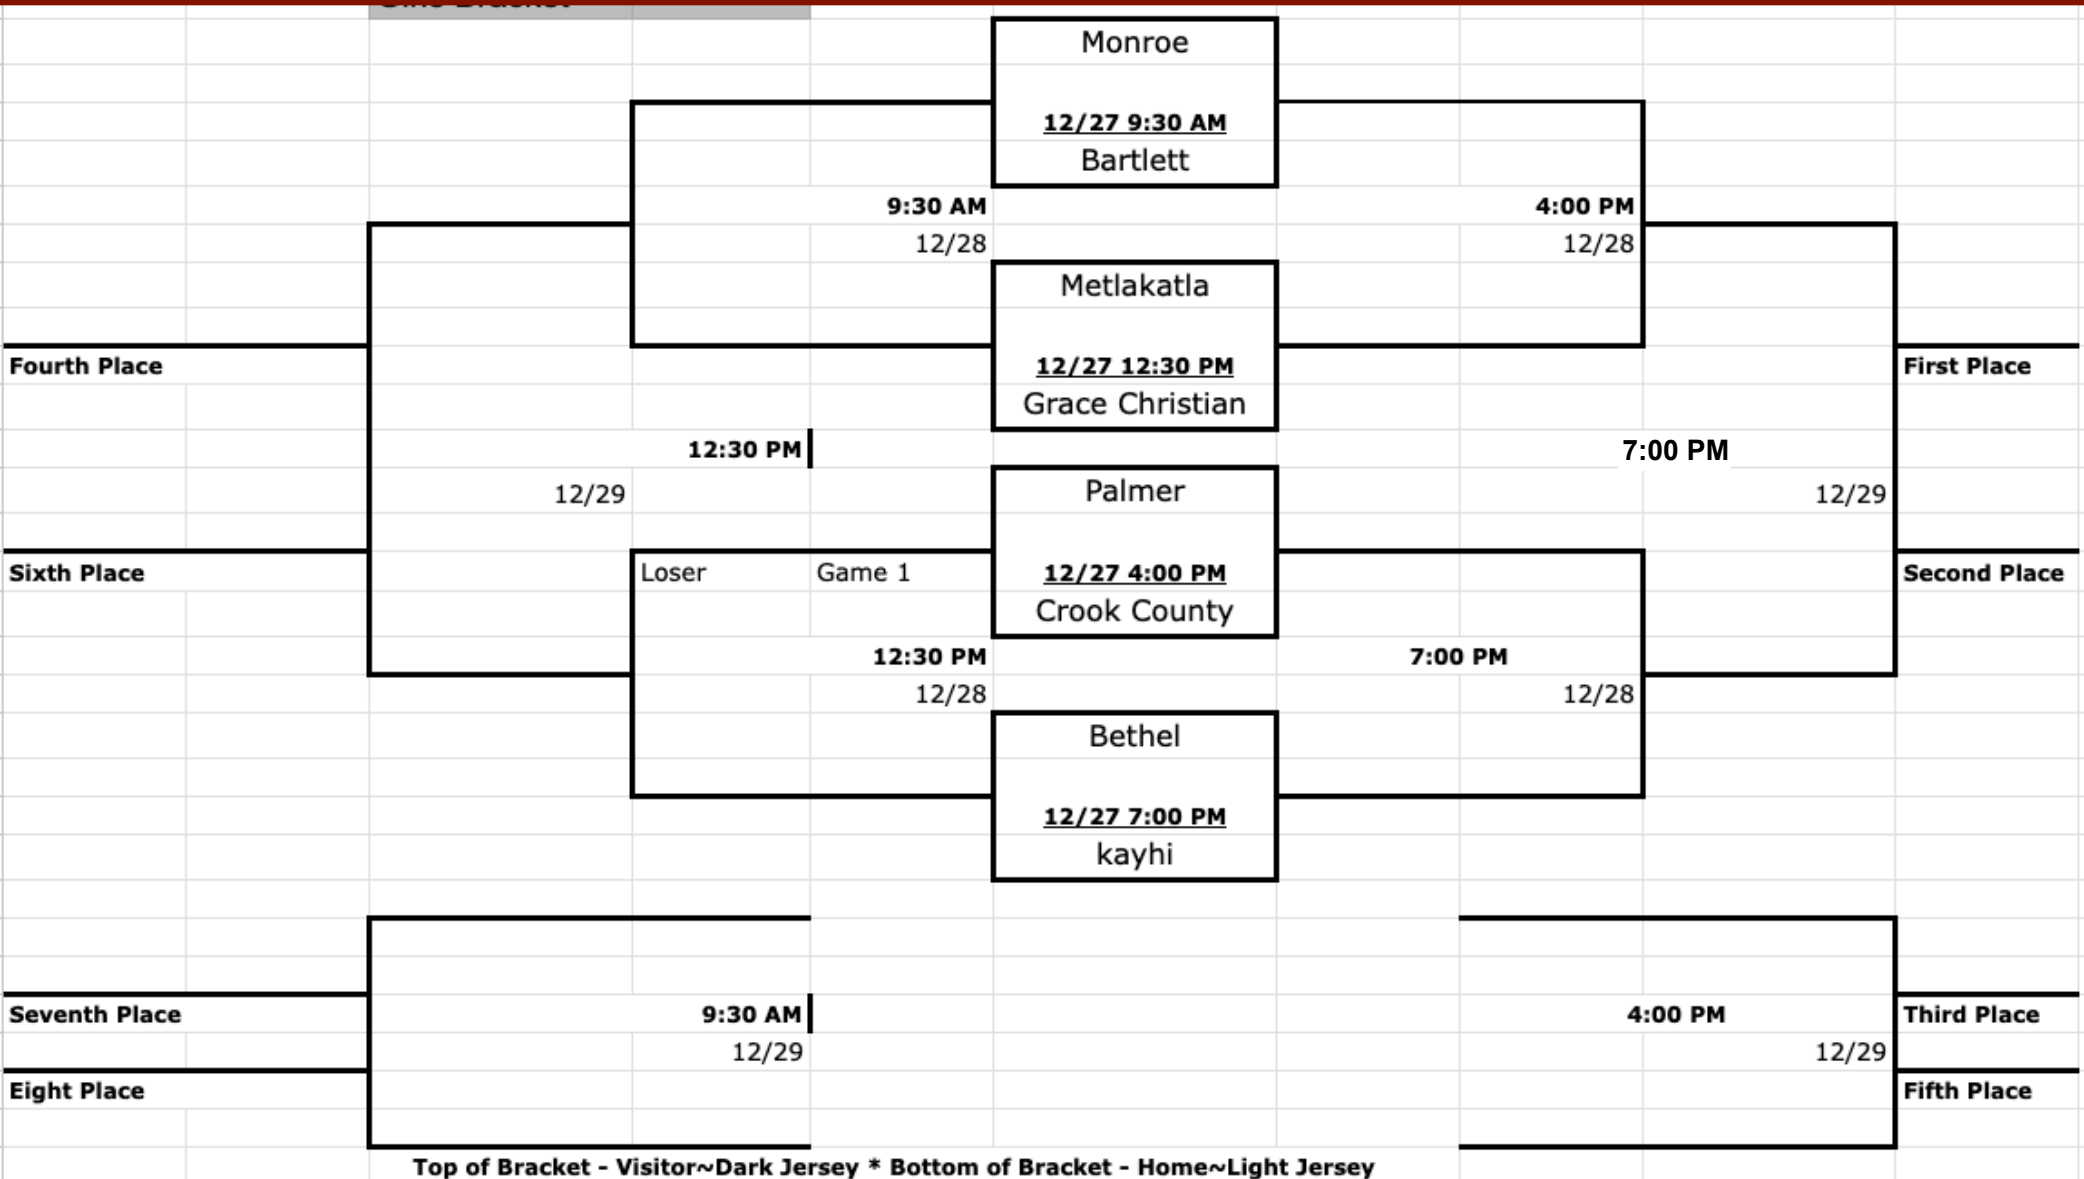 Monroe
12/27 9:30 AM
Bartlett
9:30 AM
4:00 PM
12/28
12/28
Metlakatla
Fourth Place
12/27 12:30 PM
First Place
Grace Christian
12:30 PM
7:00 PM
12/29
Palmer
12/29
Sixth Place
Loser
Game 1
12/27 4:00 PM
Second Place
Crook County
12:30 PM
7:00 PM
12/28
12/28
Bethel
12/27 7:00 PM
kayhi
Seventh Place
9:30 AM
4:00 PM
Third Place
12/29
12/29
Eight Place
Fifth Place
Top of Bracket - Visitor~Dark Jersey * Bottom of Bracket - Home~Light Jersey